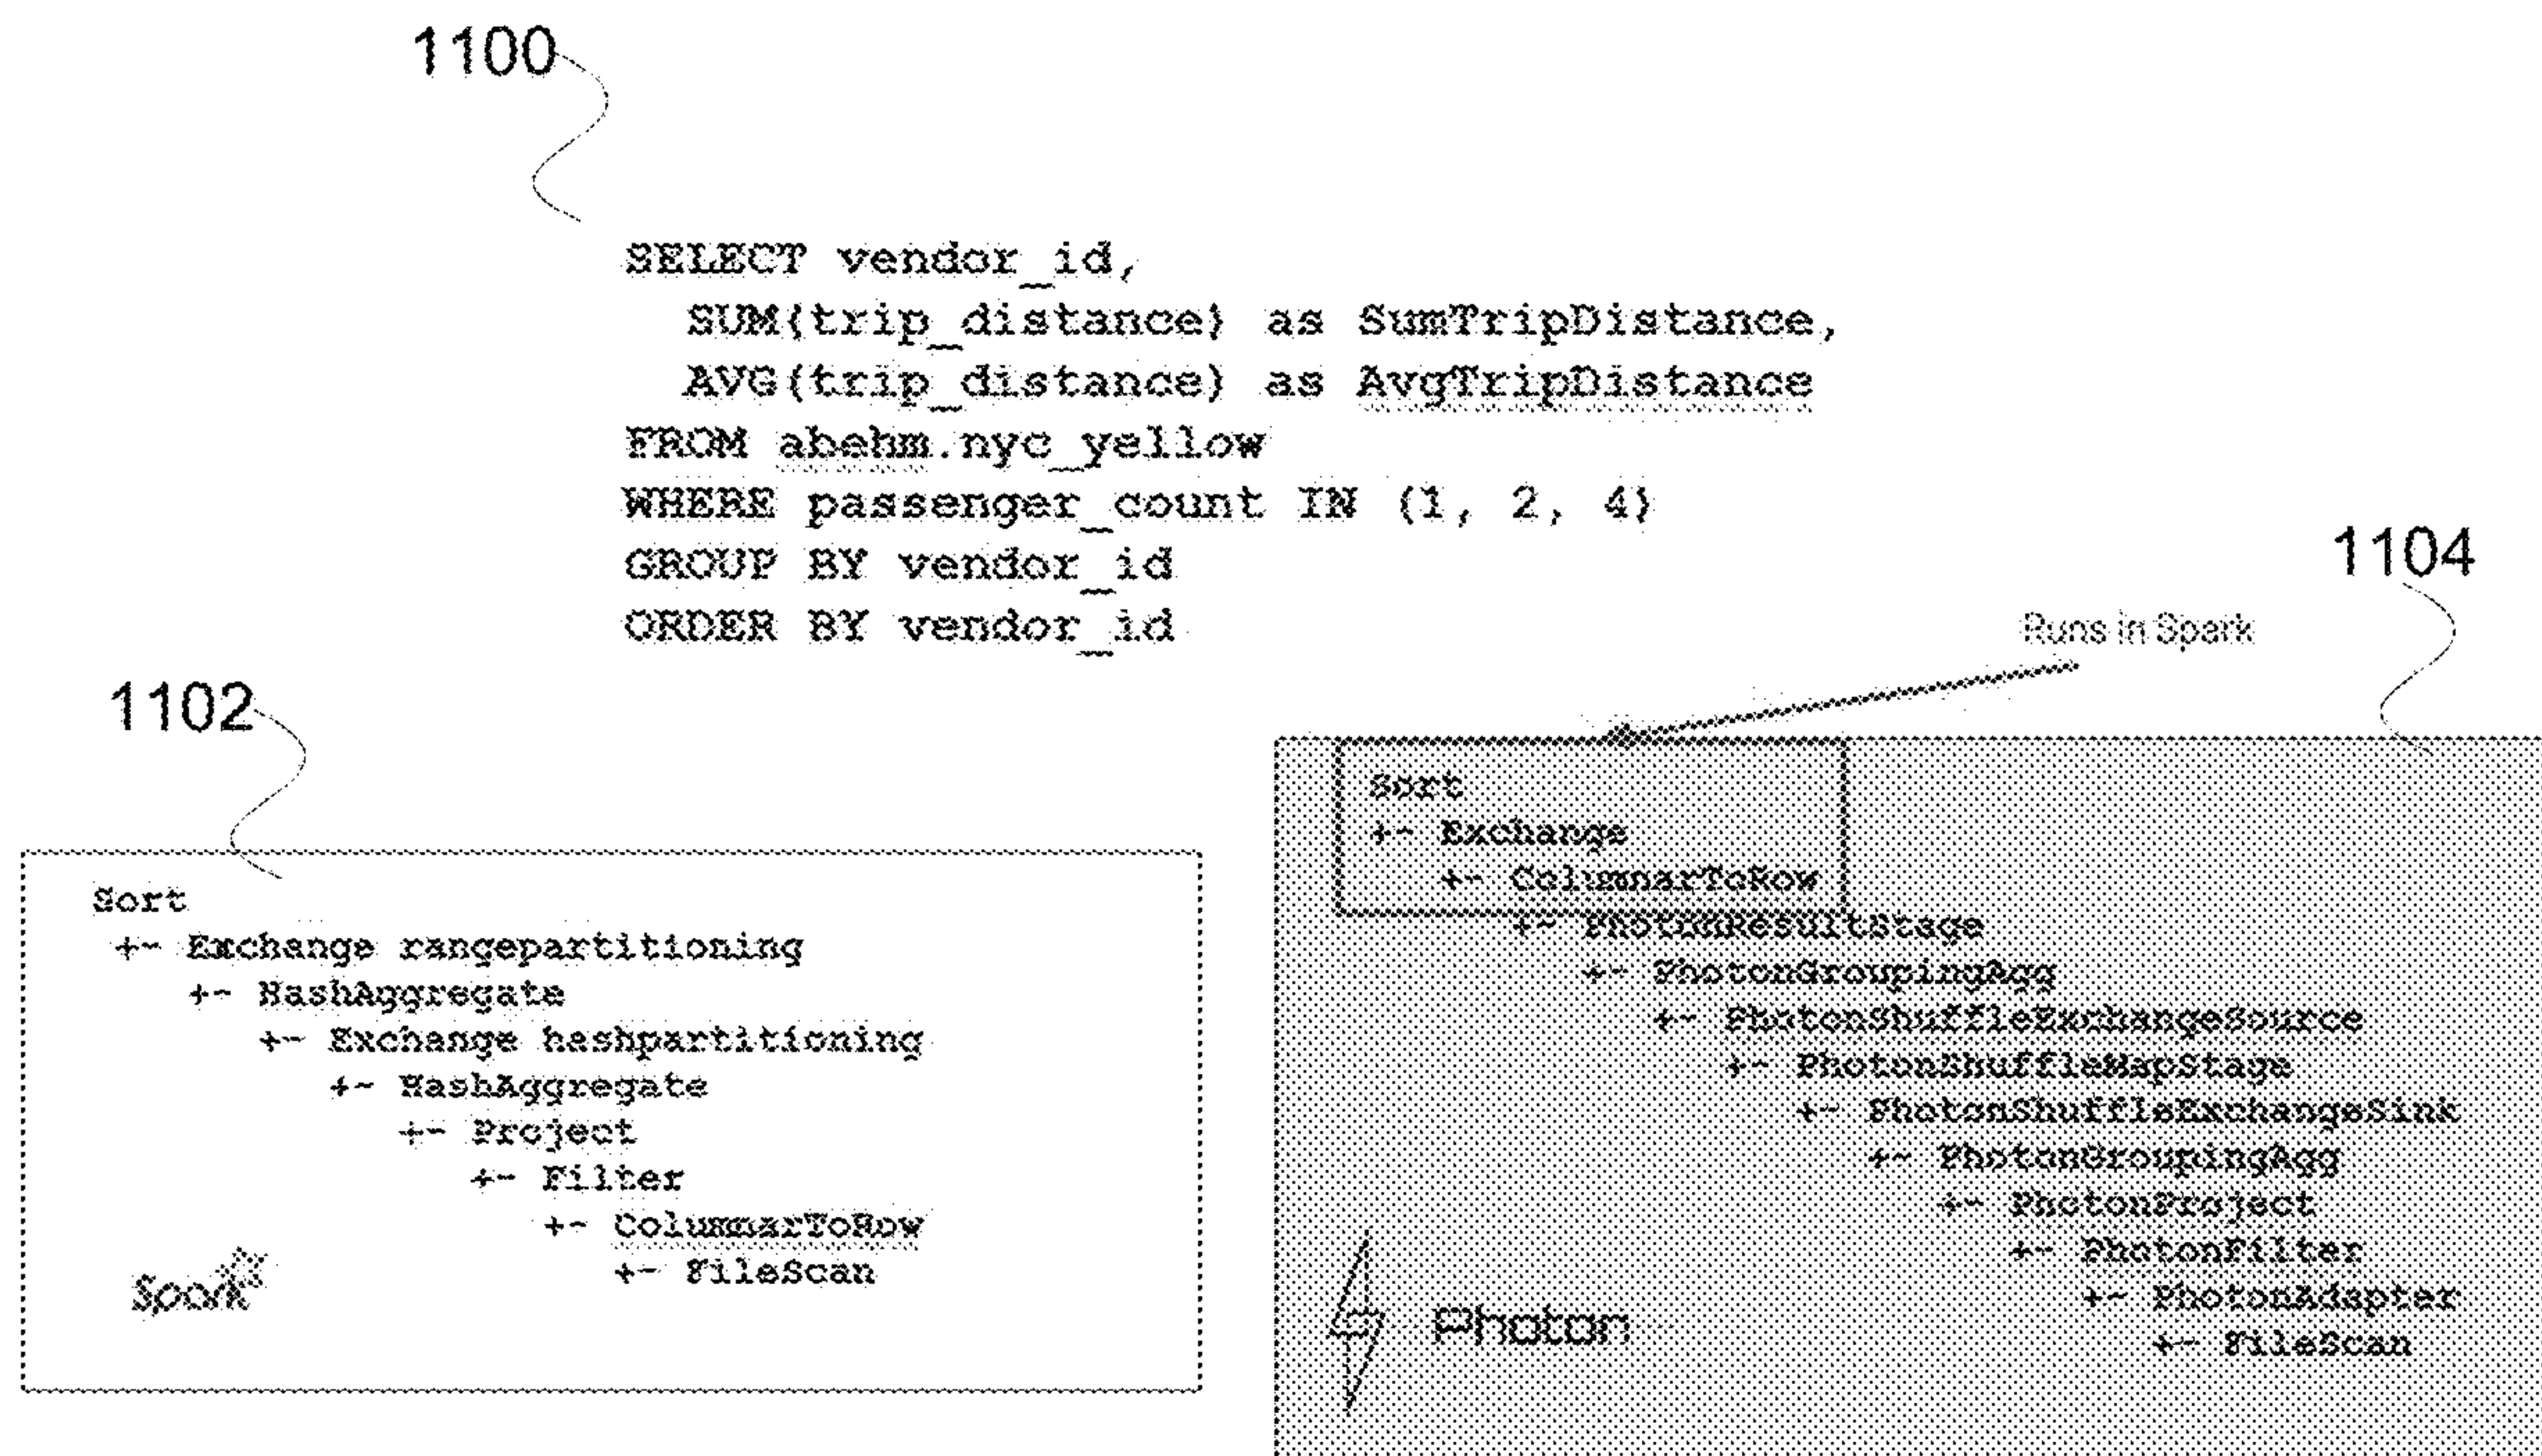 1100
SELECT vendor_id,
SUM(trip_distance) as SumTripDistance,
AVG(trip_distance) as AvgTripDistance
FROM abehm.nyc_yellow
WHERE passenger_count IN (1, 2, 4)
GROUP BY vendor_id
ORDER BY vendor_id
1102
Sort
+- Exchange rangepartitioning
+- HashAggregate
+- Exchange hashpartitioning
+- HashAggregate
+- Project
+- Filter
+- ColumnarToRow
+- FileScan
Spark
1104
Runs in Spark
Sort
+- Exchange
+- ColumnarToRow
+- PhotonResultStage
+- PhotonGroupingAgg
+- PhotonShuffleExchangeSource
+- PhotonShuffleMapStage
+- PhotonShuffleExchangeSink
+- PhotonGroupingAgg
+- PhotonProject
+- PhotonFilter
+- PhotonAdapter
+- FileScan
Photon